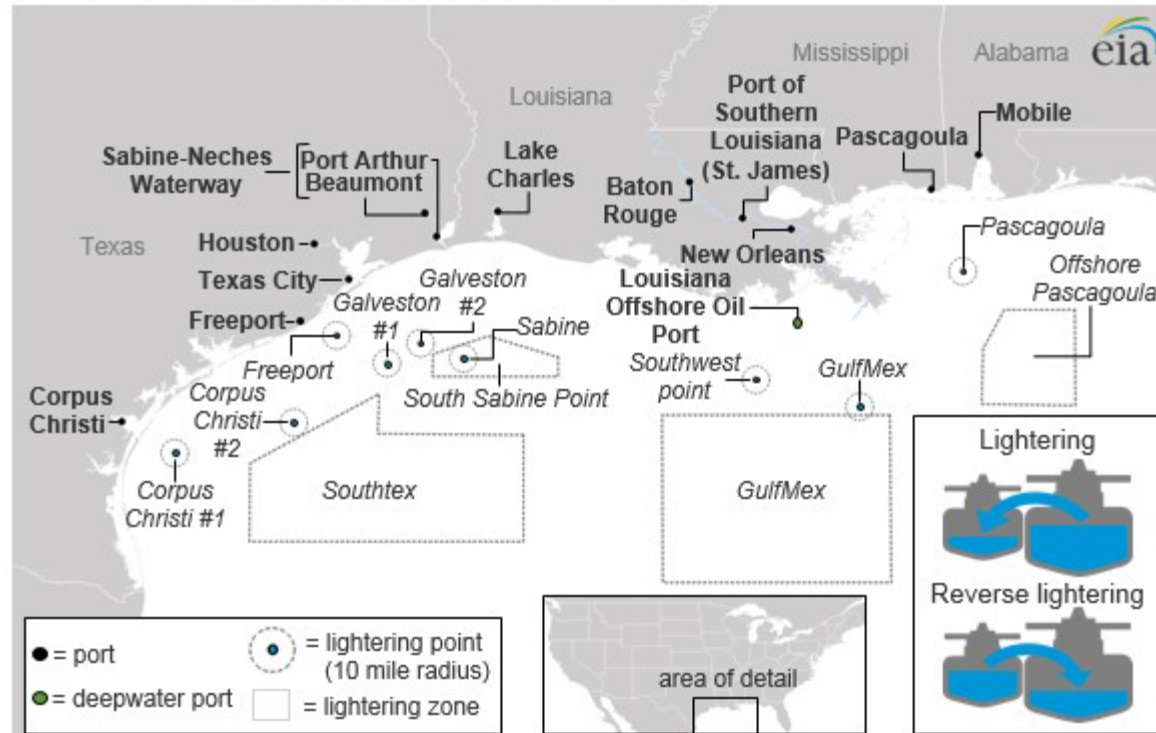 eia
Mississippi
Alabama
Louisiana
Texas
Port of
Southern
Louisiana
(St. James)
Pascagoula
Mobile
Sabine-Neches
Waterway
Port Arthur
Beaumont
Lake
Charles
Baton
Rouge
New Orleans
Houston
Texas City
Freeport
Louisiana
Offshore Oil
Port
Corpus
Christi
Pascagoula
Offshore
Pascagoula
Galveston
#2
Galveston
#1
Sabine
Freeport
South Sabine Point
Southwest
point
GulfMex
Corpus
Christi
#2
Corpus
Christi #1
Southtex
GulfMex
Lightering
Reverse lightering
= port
= deepwater port
= lightering point
(10 mile radius)
= lightering zone
area of detail